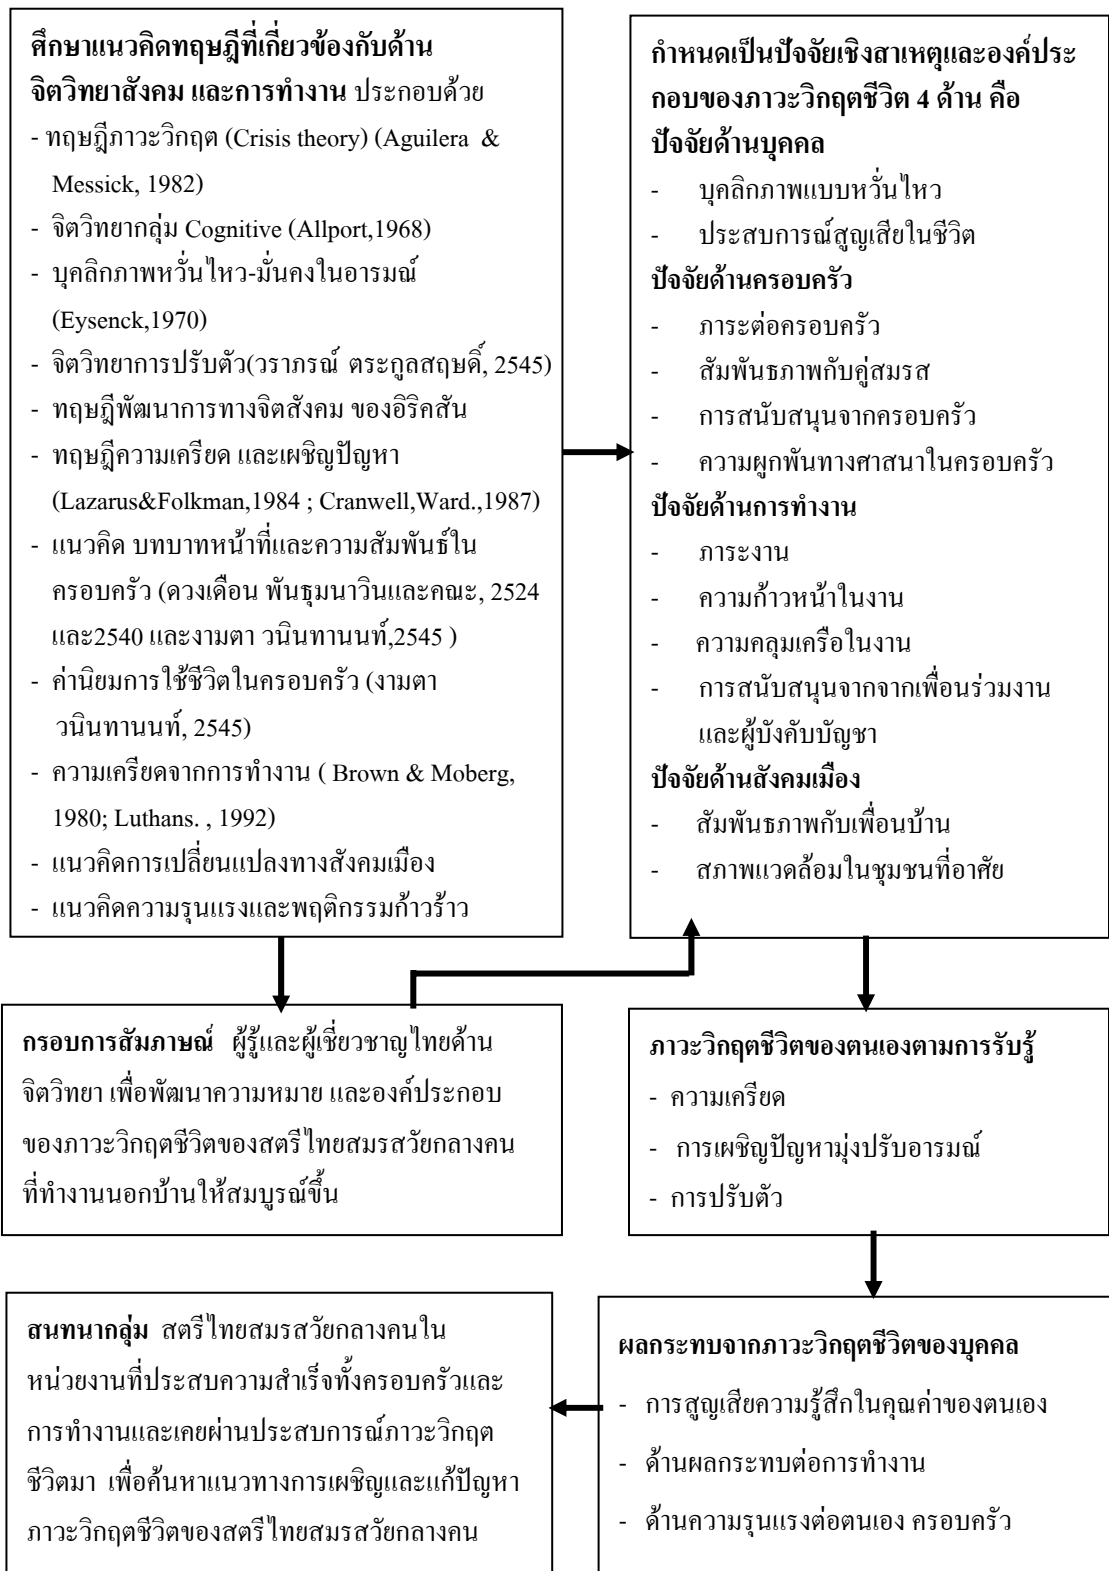 ศึกษาแนวคิดทฤษฎีที่เกี่ยวข้องกับด้าน
จิตวิทยาสังคม และการทำงาน ประกอบด้วย
- ทฤษฎีภาวะวิกฤต (Crisis theory) (Aguilera &
Messick, 1982)
- จิตวิทยากลุ่ม Cognitive (Allport,1968)
- บุคลิกภาพหวั่นไหว-มั่นคงในอารมณ์
(Eysenck,1970)
- จิตวิทยาการปรับตัว(วราภรณ์ ตระกูลสฤษดิ์, 2545)
- ทฤษฎีพัฒนาการทางจิตสังคม ของอิริคสัน
- ทฤษฎีความเครียด และเผชิญปัญหา
(Lazarus&Folkman,1984 ; Cranwell,Ward.,1987)
- แนวคิด บทบาทหน้าที่และความสัมพันธ์ใน
ครอบครัว (ดวงเดือน พันธุมนาวินและคณะ, 2524
และ2540 และงามตา วนินทานนท์,2545 )
- ค่านิยมการใช้ชีวิตในครอบครัว (งามตา
วนินทานนท์, 2545)
- ความเครียดจากการทำงาน ( Brown & Moberg,
1980; Luthans. , 1992)
- แนวคิดการเปลี่ยนแปลงทางสังคมเมือง
- แนวคิดความรุนแรงและพฤติกรรมก้าวร้าว
กำหนดเป็นปัจจัยเชิงสาเหตุและองค์ประ
กอบของภาวะวิกฤตชีวิต 4 ด้าน คือ
ปัจจัยด้านบุคคล
- บุคลิกภาพแบบหวั่นไหว
- ประสบการณ์สูญเสียในชีวิต
ปัจจัยด้านครอบครัว
- ภาระต่อครอบครัว
- สัมพันธภาพกับคู่สมรส
- การสนับสนุนจากครอบครัว
- ความผูกพันทางศาสนาในครอบครัว
ปัจจัยด้านการทำงาน
- ภาระงาน
- ความก้าวหน้าในงาน
- ความคลุมเครือในงาน
- การสนับสนุนจากจากเพื่อนร่วมงาน
และผู้บังคับบัญชา
ปัจจัยด้านสังคมเมือง
- สัมพันธภาพกับเพื่อนบ้าน
- สภาพแวดล้อมในชุมชนที่อาศัย
กรอบการสัมภาษณ์ ผู้รู้และผู้เชี่ยวชาญไทยด้าน
จิตวิทยา เพื่อพัฒนาความหมาย และองค์ประกอบ
ของภาวะวิกฤตชีวิตของสตรีไทยสมรสวัยกลางคน
ที่ทำงานนอกบ้านให้สมบูรณ์ขึ้น
ภาวะวิกฤตชีวิตของตนเองตามการรับรู้
- ความเครียด
- การเผชิญปัญหามุ่งปรับอารมณ์
- การปรับตัว
สนทนากลุ่ม สตรีไทยสมรสวัยกลางคนใน
หน่วยงานที่ประสบความสำเร็จทั้งครอบครัวและ
การทำงานและเคยผ่านประสบการณ์ภาวะวิกฤต
ชีวิตมา เพื่อค้นหาแนวทางการเผชิญและแก้ปัญหา
ภาวะวิกฤตชีวิตของสตรีไทยสมรสวัยกลางคน
ผลกระทบจากภาวะวิกฤตชีวิตของบุคคล
- การสูญเสียความรู้สึกในคุณค่าของตนเอง
- ด้านผลกระทบต่อการทำงาน
- ด้านความรุนแรงต่อตนเอง ครอบครัว